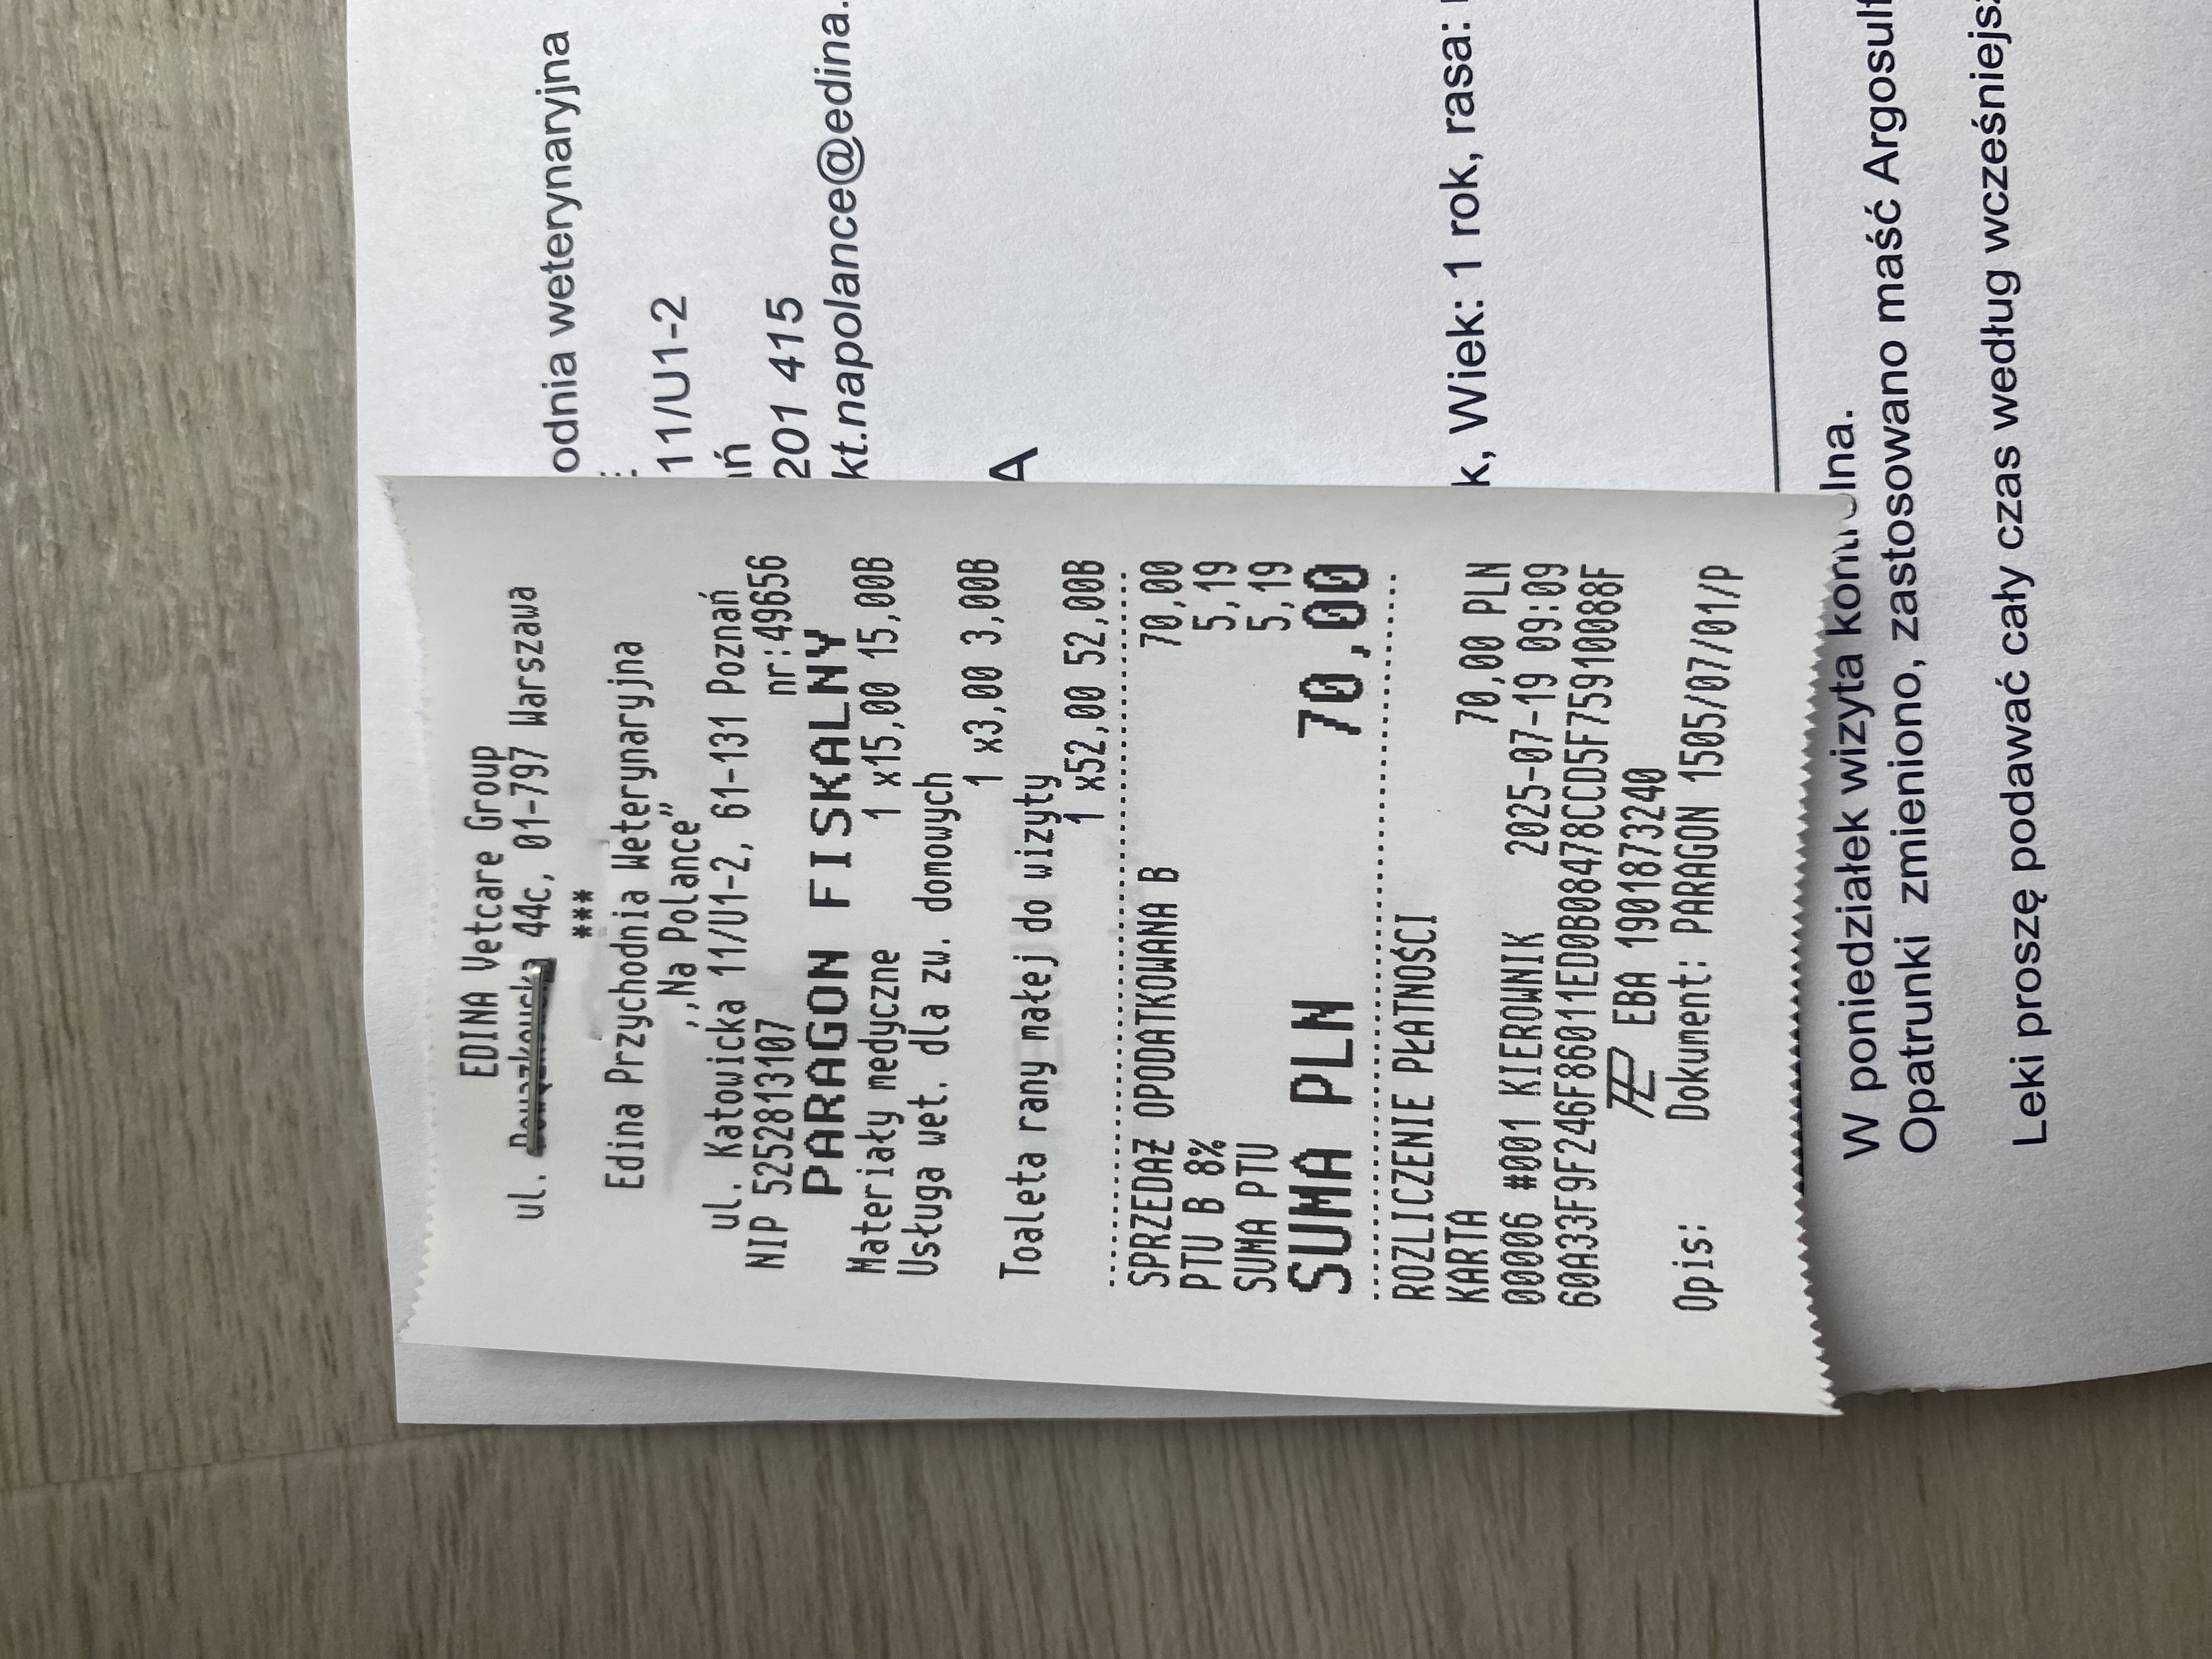 EDINA Vetcare Group
ul. 44c, 01-797 Warszawa
***
Edina Przychodnia Weterynaryjna
,,Na Polance”
ul. Katowicka 11/U1-2, 61-131 Poznań
NIP 5252813107 nr:49656
PARAGON FISKALNY
Materiały medyczne 1 x15,00 15,00B
Usługa wet. dla zw. domowych
1 x3,00 3,00B
Toaleta rany małej do wizyty
1 x52,00 52,00B
SPRZEDAŻ OPODATKOWANA B 70,00
PTU B 8% 5,19
SUMA PTU 5,19
SUMA PLN 70,00
ROZLICZENIE PŁATNOŚCI
KARTA 70,00 PLN
00006 #001 KIEROWNIK 2025-07-19 09:09
60A33F9F246F86011ED0B08478CCD5F75910088F
EBA 1901873240
Opis: Dokument: PARAGON 1505/07/01/P
odnia weterynaryjna
11/U1-2
ań
201 415
kt.napolance@edina.
A
k, Wiek: 1 rok, rasa:
W poniedziałek wizyta kontrolna.
Opatrunki zmieniono, zastosowano maść Argosulf
Leki proszę podawać cały czas według wcześniejsz